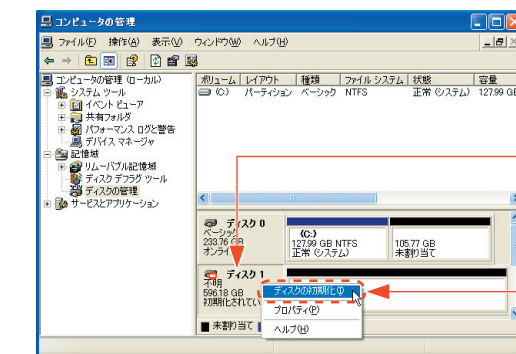 コンピュータの管理
ファイル(F) 操作(A) 表示(V) ウィンドウ(W) ヘルプ(H)
コンピュータの管理 (ローカル)
システム ツール
イベント ビューア
共有フォルダ
パフォーマンス ログと警告
デバイス マネージャ
記憶域
リムーバブル記憶域
ディスク デフラグ ツール
ディスクの管理
サービスとアプリケーション
ボリューム レイアウト 種類 ファイル システム 状態 容量
(C:) パーティション ベーシック NTFS 正常 (システム) 127.99 GB
ディスク 0
ベーシック
233.76 GB
オンライ
(C:)
127.99 GB NTFS
正常 (システム)
105.77 GB
未割り当て
ディスク 1
不明
596.18 GB
初期化されてい
ディスクの初期化(I)
プロパティ(P)
ヘルプ(H)
未割り当て